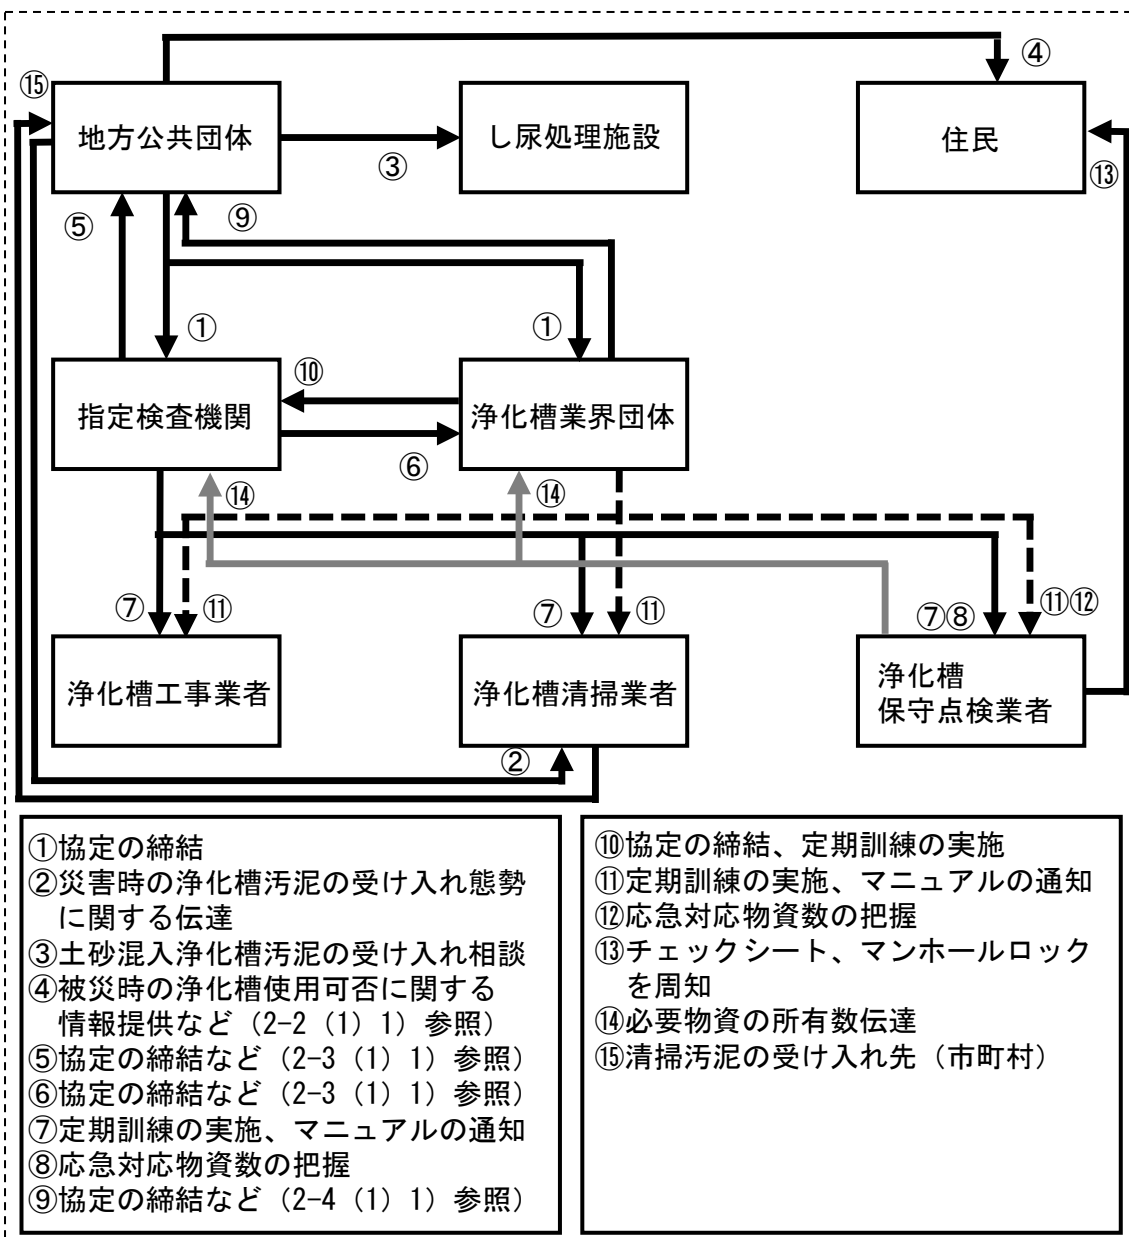 ④
⑮
地方公共団体
し尿処理施設
住民
③
⑬
⑤
⑨
①
①
⑩
指定検査機関
浄化槽業界団体
⑥
⑭
⑭
⑦
⑪
⑦
⑪
⑦⑧
⑪⑫
浄化槽工事業者
浄化槽清掃業者
浄化槽
保守点検業者
②
①協定の締結
②災害時の浄化槽汚泥の受け入れ態勢
に関する伝達
③土砂混入浄化槽汚泥の受け入れ相談
④被災時の浄化槽使用可否に関する
情報提供など（2-2（1）1）参照）
⑤協定の締結など（2-3（1）1）参照）
⑥協定の締結など（2-3（1）1）参照）
⑦定期訓練の実施、マニュアルの通知
⑧応急対応物資数の把握
⑨協定の締結など（2-4（1）1）参照）
⑩協定の締結、定期訓練の実施
⑪定期訓練の実施、マニュアルの通知
⑫応急対応物資数の把握
⑬チェックシート、マンホールロック
を周知
⑭必要物資の所有数伝達
⑮清掃汚泥の受け入れ先（市町村）